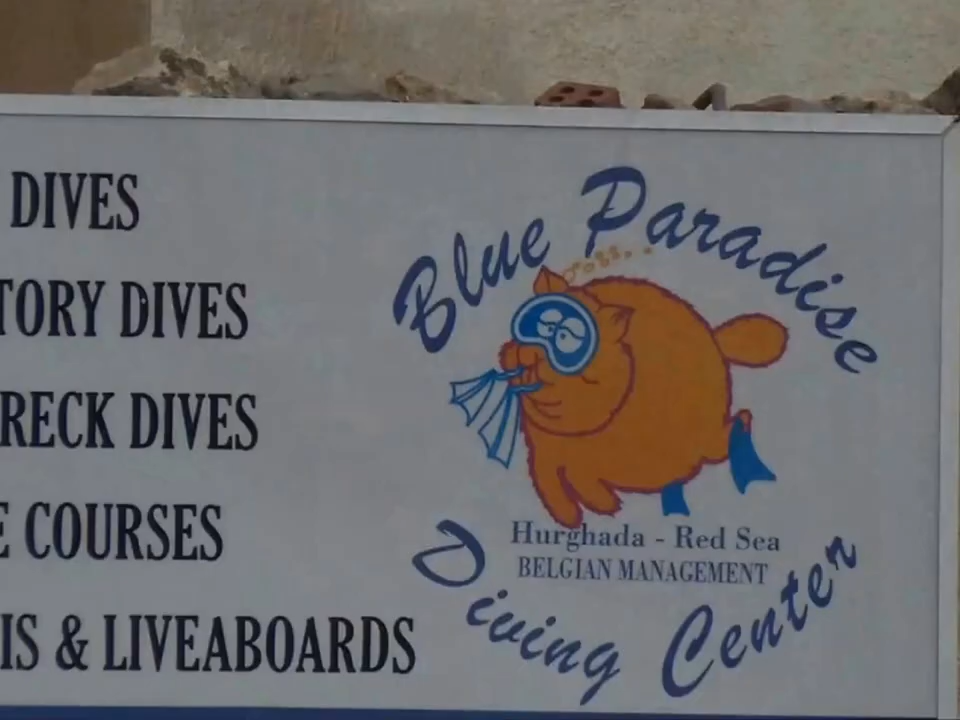 DIVES
TORY DIVES
RECK DIVES
COURSES
IS & LIVEABOARDS
Blue Paradise
Hurghada - Red Sea
BELGIAN MANAGEMENT
Diving Center